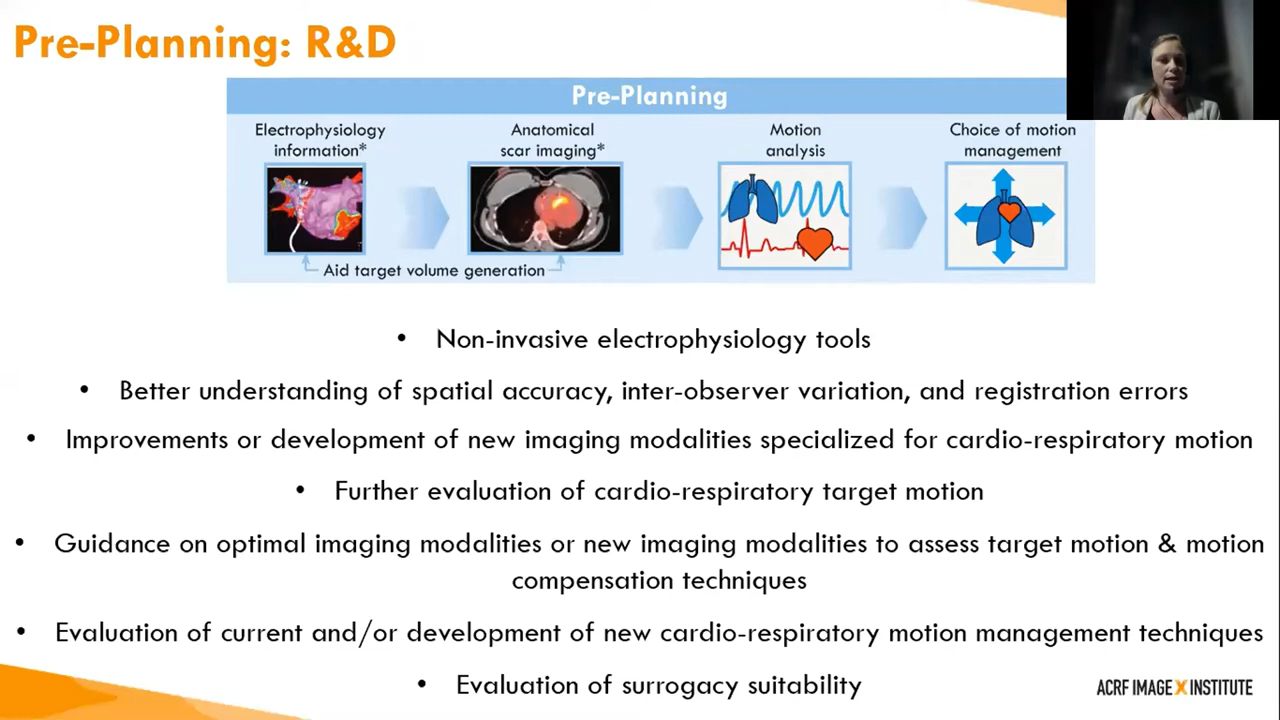 Pre-Planning: R&D
Pre-Planning
Electrophysiology
information*
Anatomical
scar imaging*
Motion
analysis
Choice of motion
management
Aid target volume generation
• Non-invasive electrophysiology tools
• Better understanding of spatial accuracy, inter-observer variation, and registration errors
• Improvements or development of new imaging modalities specialized for cardio-respiratory motion
• Further evaluation of cardio-respiratory target motion
• Guidance on optimal imaging modalities or new imaging modalities to assess target motion & motion
compensation techniques
• Evaluation of current and/or development of new cardio-respiratory motion management techniques
• Evaluation of surrogacy suitability
ACRF IMAGE X INSTITUTE